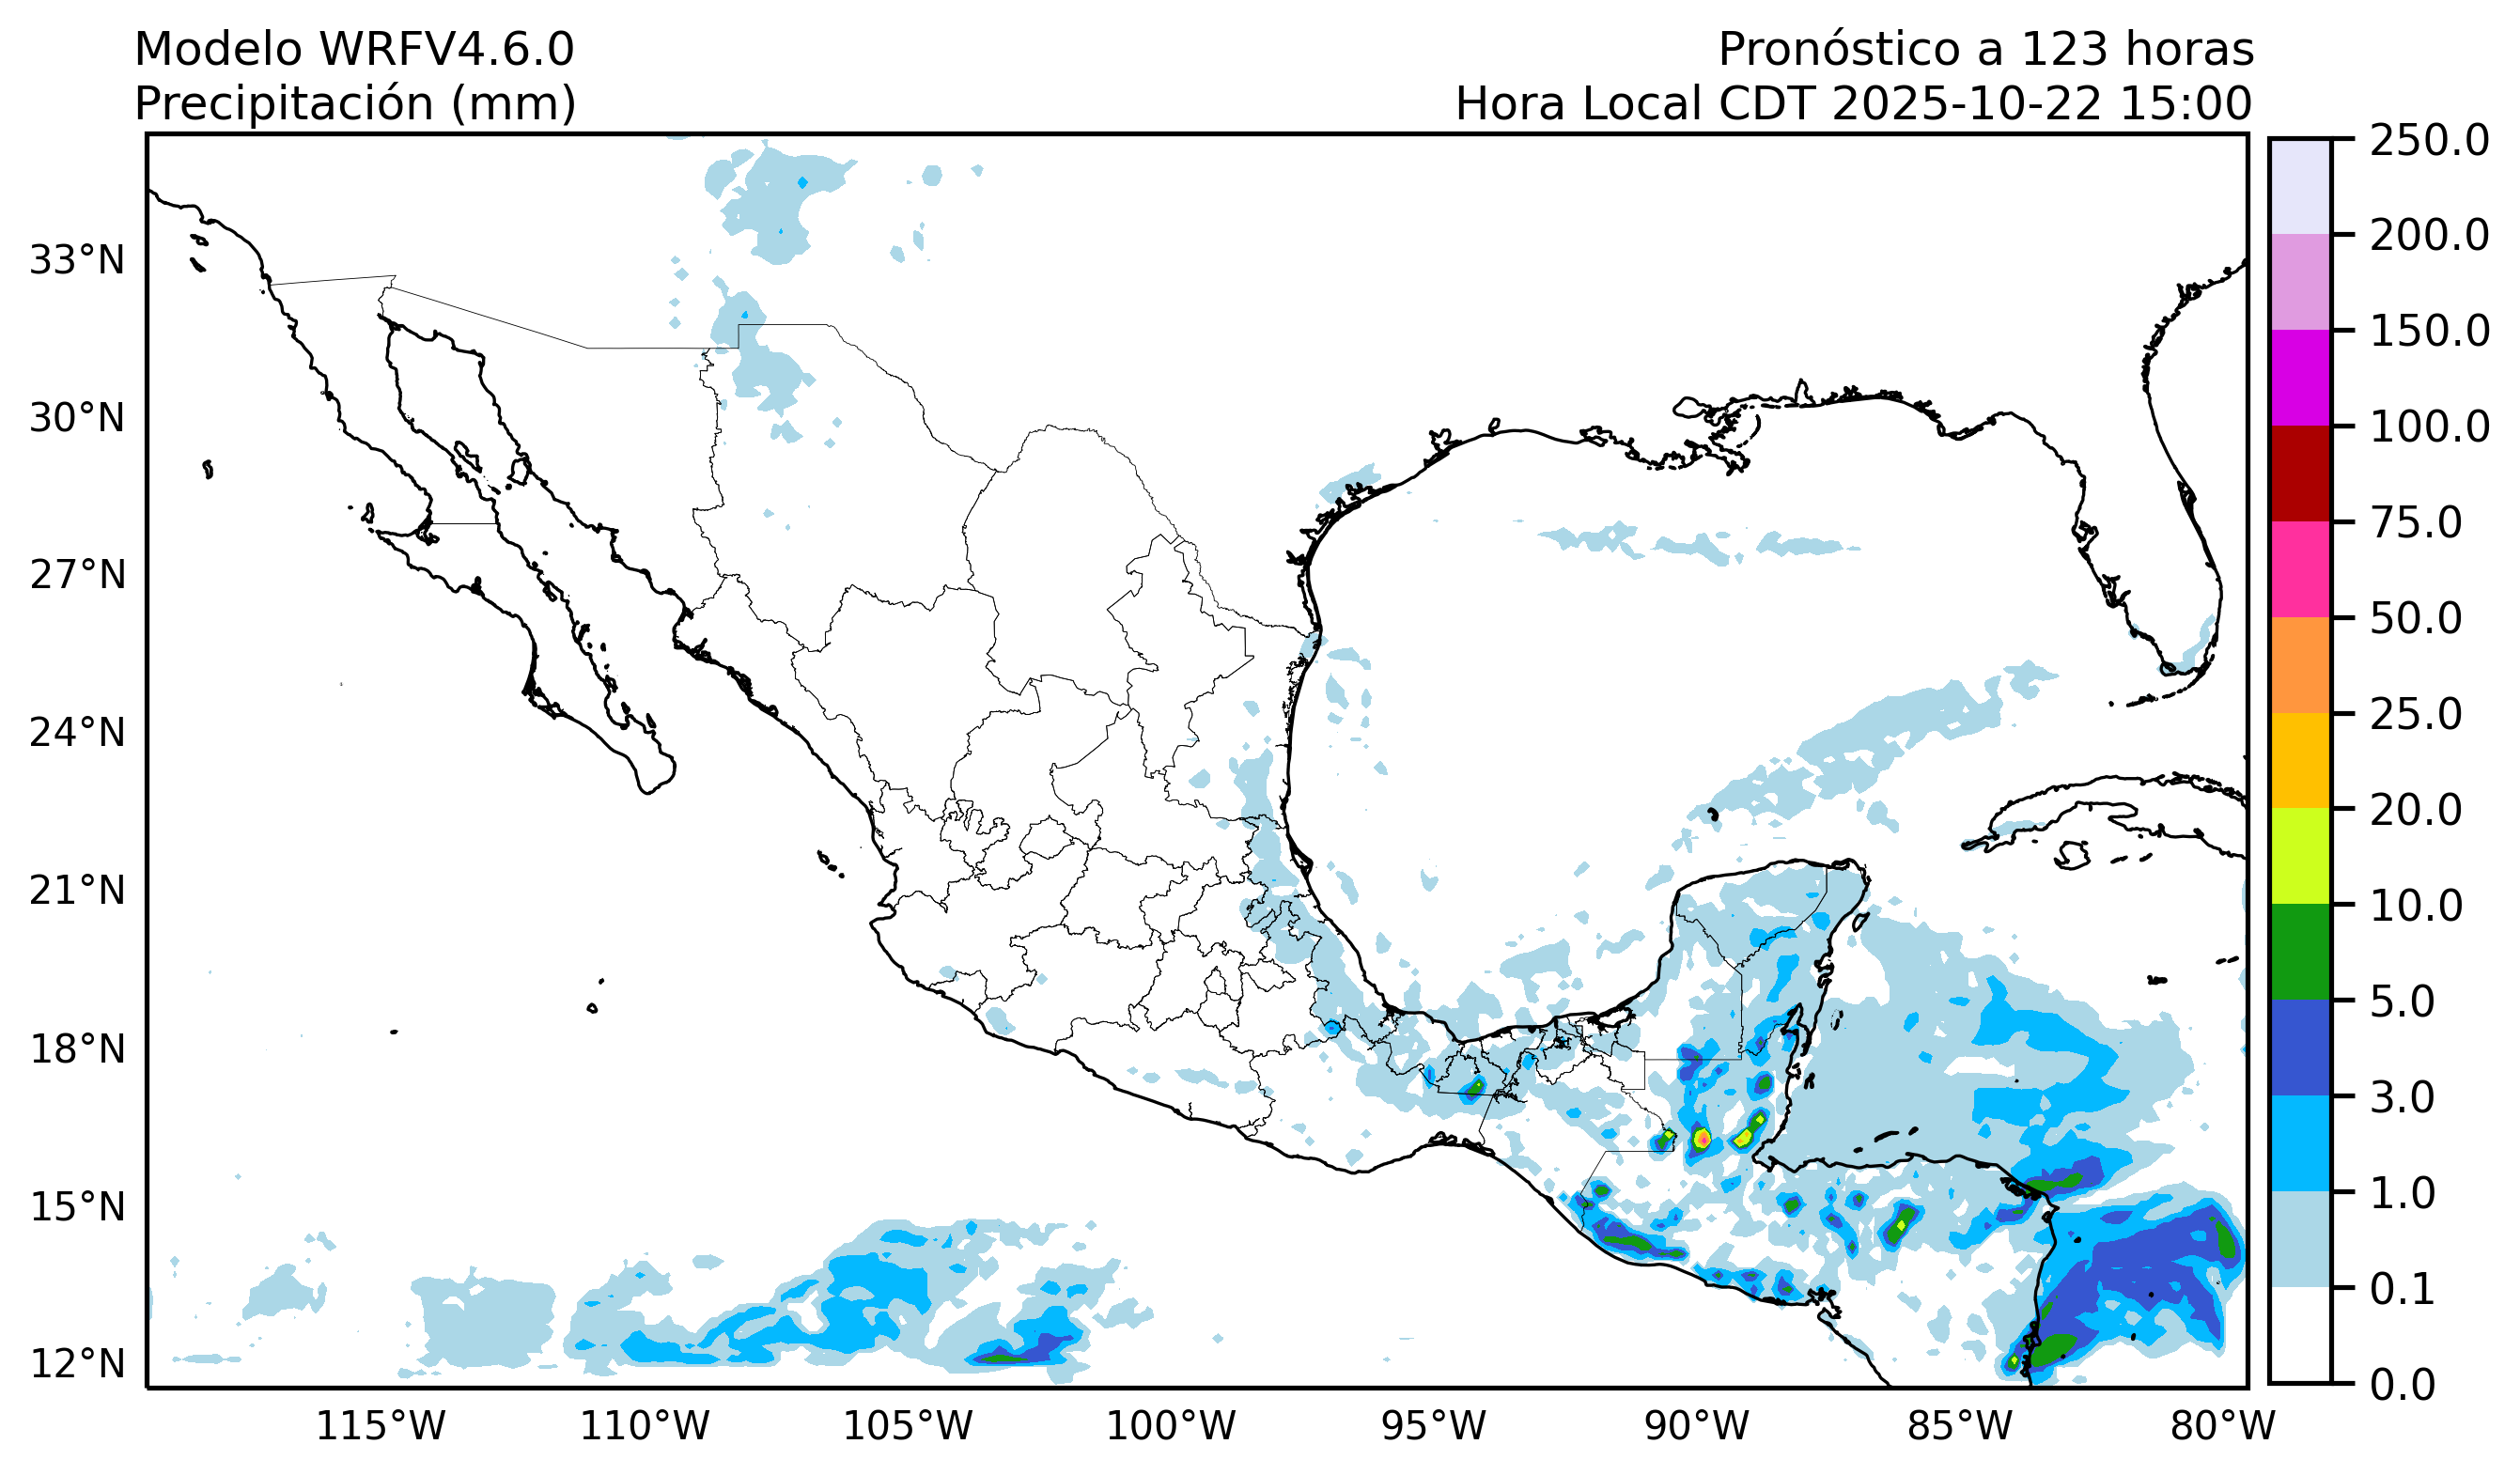 Modelo WRFV4.6.0
Precipitación (mm)
Pronóstico a 123 horas
Hora Local CDT 2025-10-22 15:00
33°N
30°N
27°N
24°N
21°N
18°N
15°N
12°N
115°W
110°W
105°W
100°W
95°W
90°W
85°W
80°W
250.0
200.0
150.0
100.0
75.0
50.0
25.0
20.0
10.0
5.0
3.0
1.0
0.1
0.0